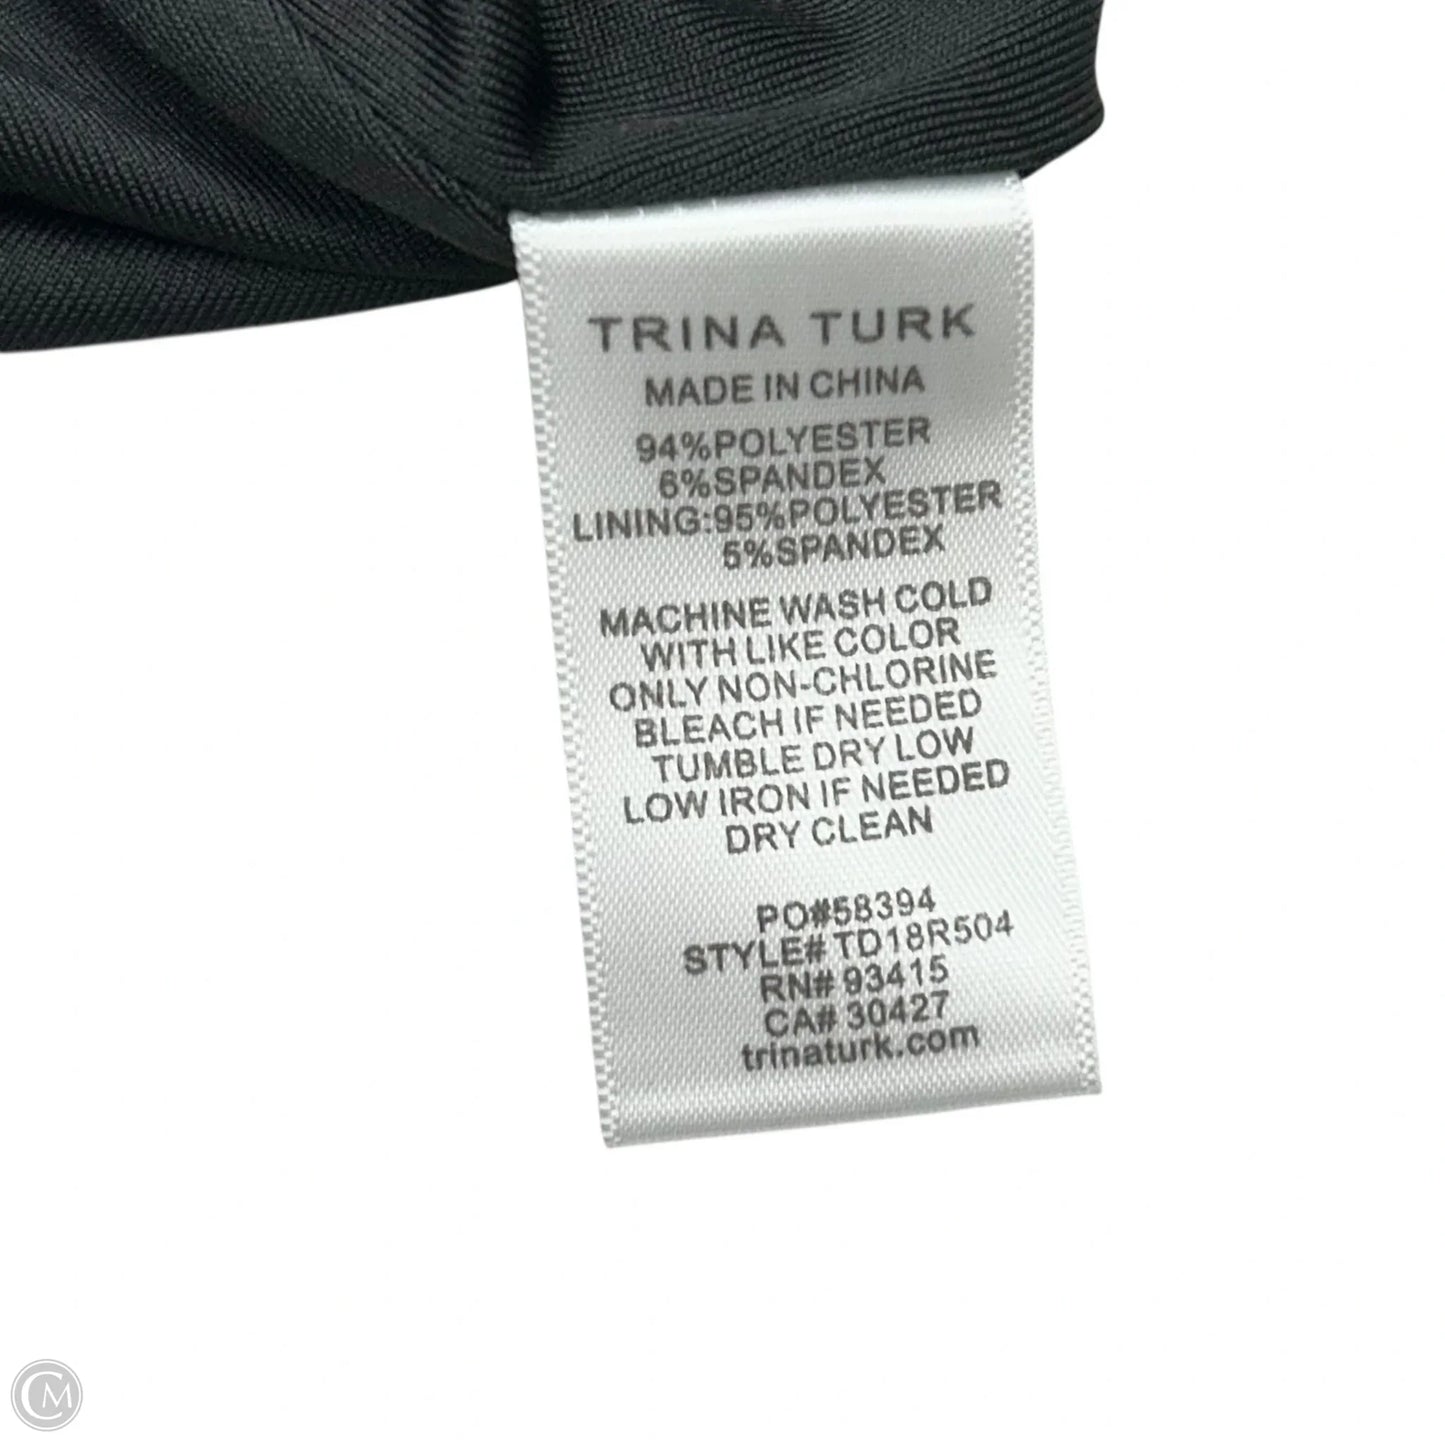 TRINA TURK
MADE IN CHINA
94%POLYESTER
6%SPANDEX
LINING:95%POLYESTER
5%SPANDEX
MACHINE WASH COLD
WITH LIKE COLOR
ONLY NON-CHLORINE
BLEACH IF NEEDED
TUMBLE DRY LOW
LOW IRON IF NEEDED
DRY CLEAN
PO#58394
STYLE# TD18R504
RN# 93415
CA# 30427
trinaturk.com
CM